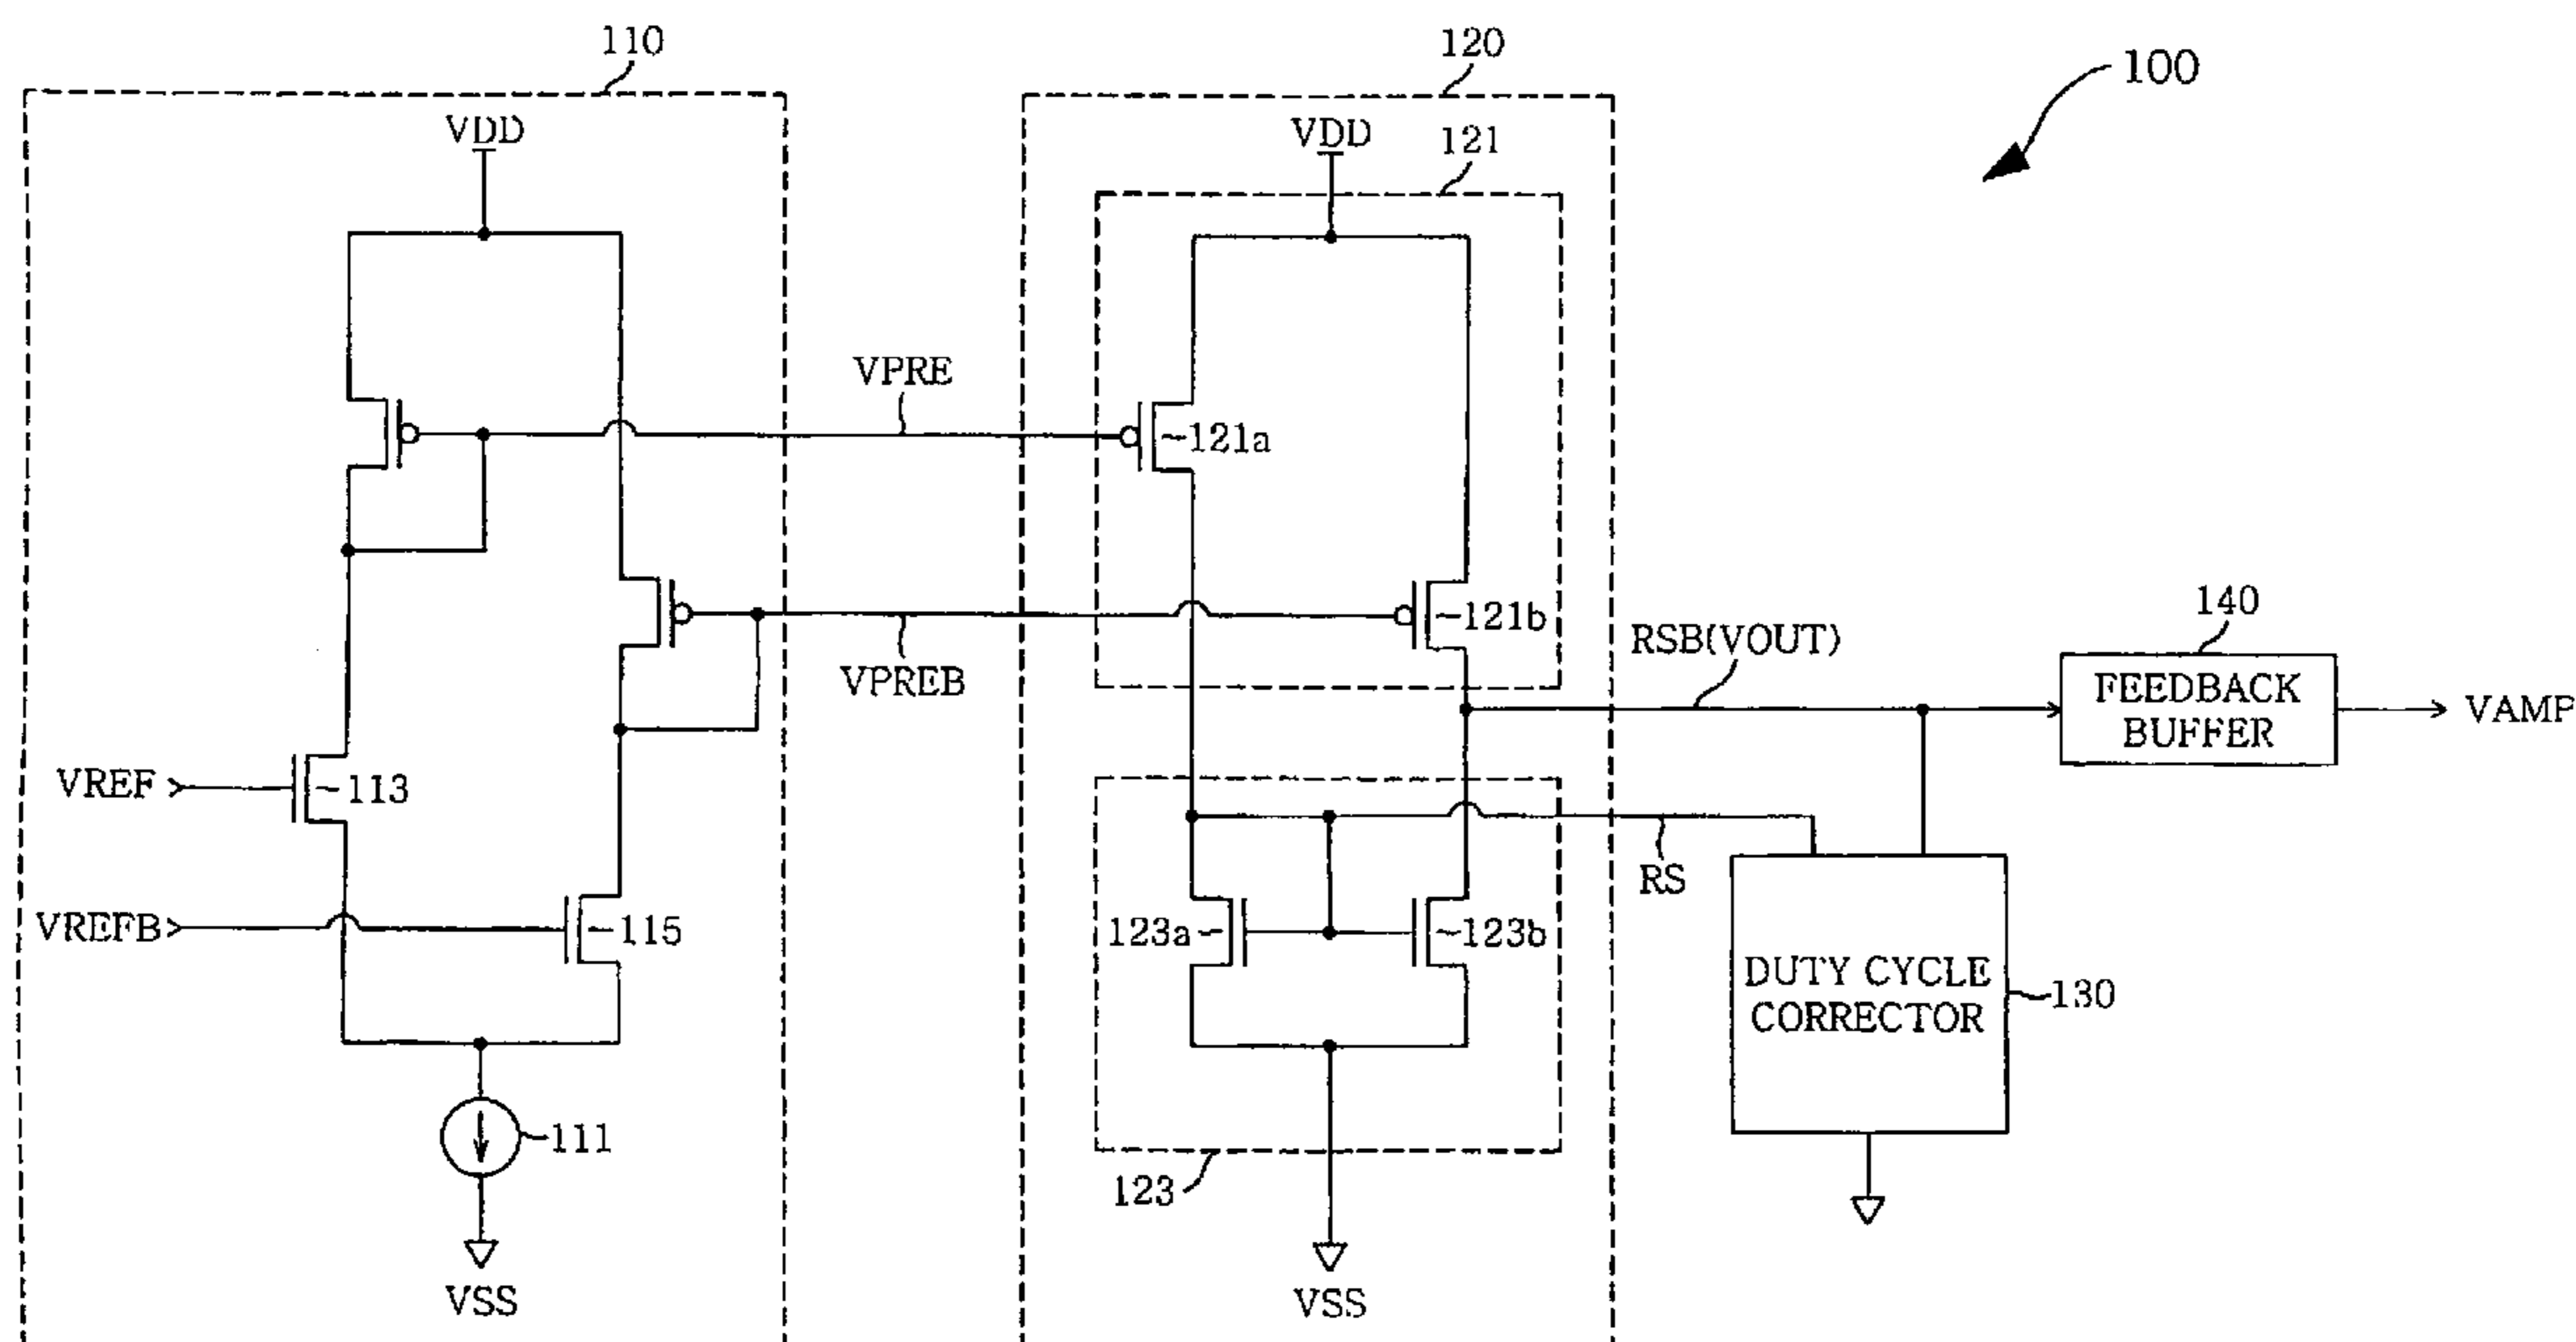 110
120
100
VDD
VDD
121
VPRE
121a
VPREB
121b
RSB(VOUT)
140
FEEDBACK
BUFFER
VAMP
VREF
113
VREFB
115
RS
123a
123b
DUTY CYCLE
CORRECTOR
130
111
123
VSS
VSS